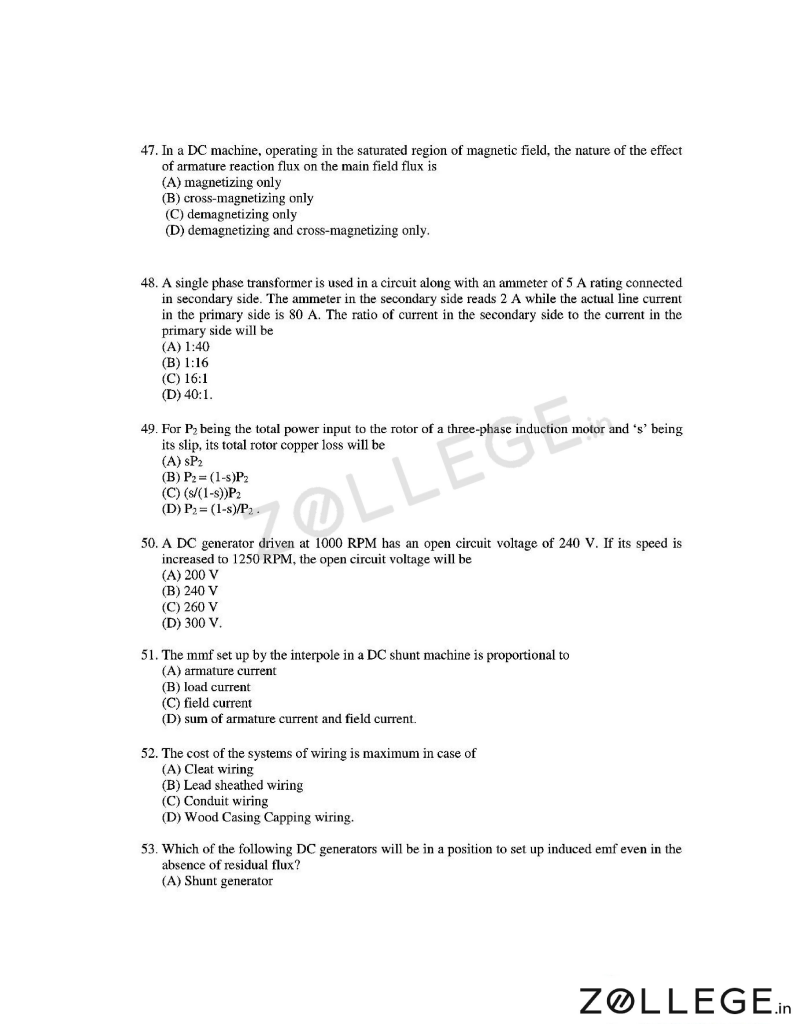 47. In a DC machine, operating in the saturated region of magnetic field, the nature of the effect
of armature reaction flux on the main field flux is
(A) magnetizing only
(B) cross-magnetizing only
(C) demagnetizing only
(D) demagnetizing and cross-magnetizing only.
48. A single phase transformer is used in a circuit along with an ammeter of 5 A rating connected
in secondary side. The ammeter in the secondary side reads 2 A while the actual line current
in the primary side is 80 A. The ratio of current in the secondary side to the current in the
primary side will be
(A) 1:40
(B) 1:16
(C) 16:1
(D) 40:1.
49. For P₂ being the total power input to the rotor of a three-phase induction motor and ‘s’ being
its slip, its total rotor copper loss will be
(A) sP₂
(B) P₂ = (1-s)P₂
(C) (s/(1-s))P₂
(D) P₂ = (1-s)/P₂ .
50. A DC generator driven at 1000 RPM has an open circuit voltage of 240 V. If its speed is
increased to 1250 RPM, the open circuit voltage will be
(A) 200 V
(B) 240 V
(C) 260 V
(D) 300 V.
51. The mmf set up by the interpole in a DC shunt machine is proportional to
(A) armature current
(B) load current
(C) field current
(D) sum of armature current and field current.
52. The cost of the systems of wiring is maximum in case of
(A) Cleat wiring
(B) Lead sheathed wiring
(C) Conduit wiring
(D) Wood Casing Capping wiring.
53. Which of the following DC generators will be in a position to set up induced emf even in the
absence of residual flux?
(A) Shunt generator
ZOLLEGE.in
ZOLLEGE.in